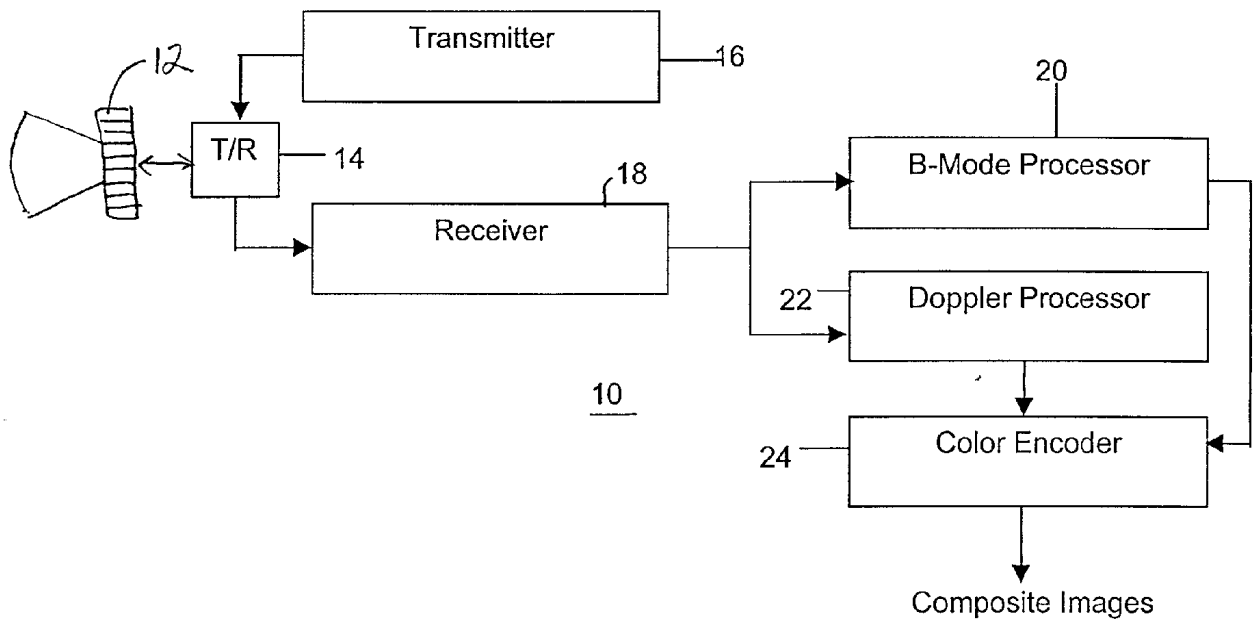 Transmitter
16
12
20
T/R
14
B-Mode Processor
18
Receiver
22
Doppler Processor
10
24
Color Encoder
Composite Images